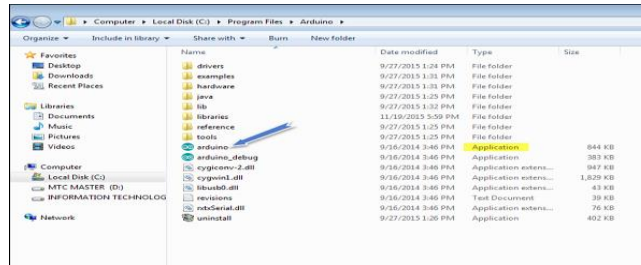 Computer ▸ Local Disk (C:) ▸ Program Files ▸ Arduino ▸
Organize Include in library Share with Burn New folder
Name Date modified Type Size
Favorites
Desktop
Downloads
Recent Places
Libraries
Documents
Music
Pictures
Videos
Computer
Local Disk (C:)
MTC MASTER (D:)
INFORMATION TECHNOLOG
Network
drivers 9/27/2015 1:24 PM File folder
examples 9/27/2015 1:31 PM File folder
hardware 9/27/2015 1:31 PM File folder
java 9/27/2015 1:25 PM File folder
lib 9/27/2015 1:32 PM File folder
libraries 11/19/2015 5:59 PM File folder
reference 9/27/2015 1:25 PM File folder
tools 9/27/2015 1:25 PM File folder
arduino 9/16/2014 3:46 PM Application 844 KB
arduino_debug 9/16/2014 3:46 PM Application 383 KB
cygiconv-2.dll 9/16/2014 3:46 PM Application extens... 947 KB
cygwin1.dll 9/16/2014 3:46 PM Application extens... 1,829 KB
libusb0.dll 9/16/2014 3:46 PM Application extens... 43 KB
revisions 9/16/2014 3:46 PM Text Document 39 KB
rxtxSerial.dll 9/16/2014 3:46 PM Application extens... 76 KB
uninstall 9/27/2015 1:26 PM Application 402 KB